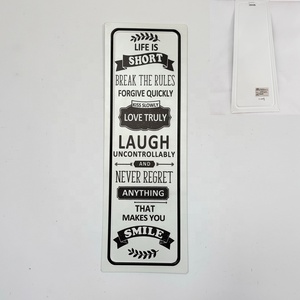 LIFE IS
SHORT
BREAK THE RULES
FORGIVE QUICKLY
KISS SLOWLY
LOVE TRULY
LAUGH
UNCONTROLLABLY
AND
NEVER REGRET
ANYTHING
THAT
MAKES YOU
SMILE